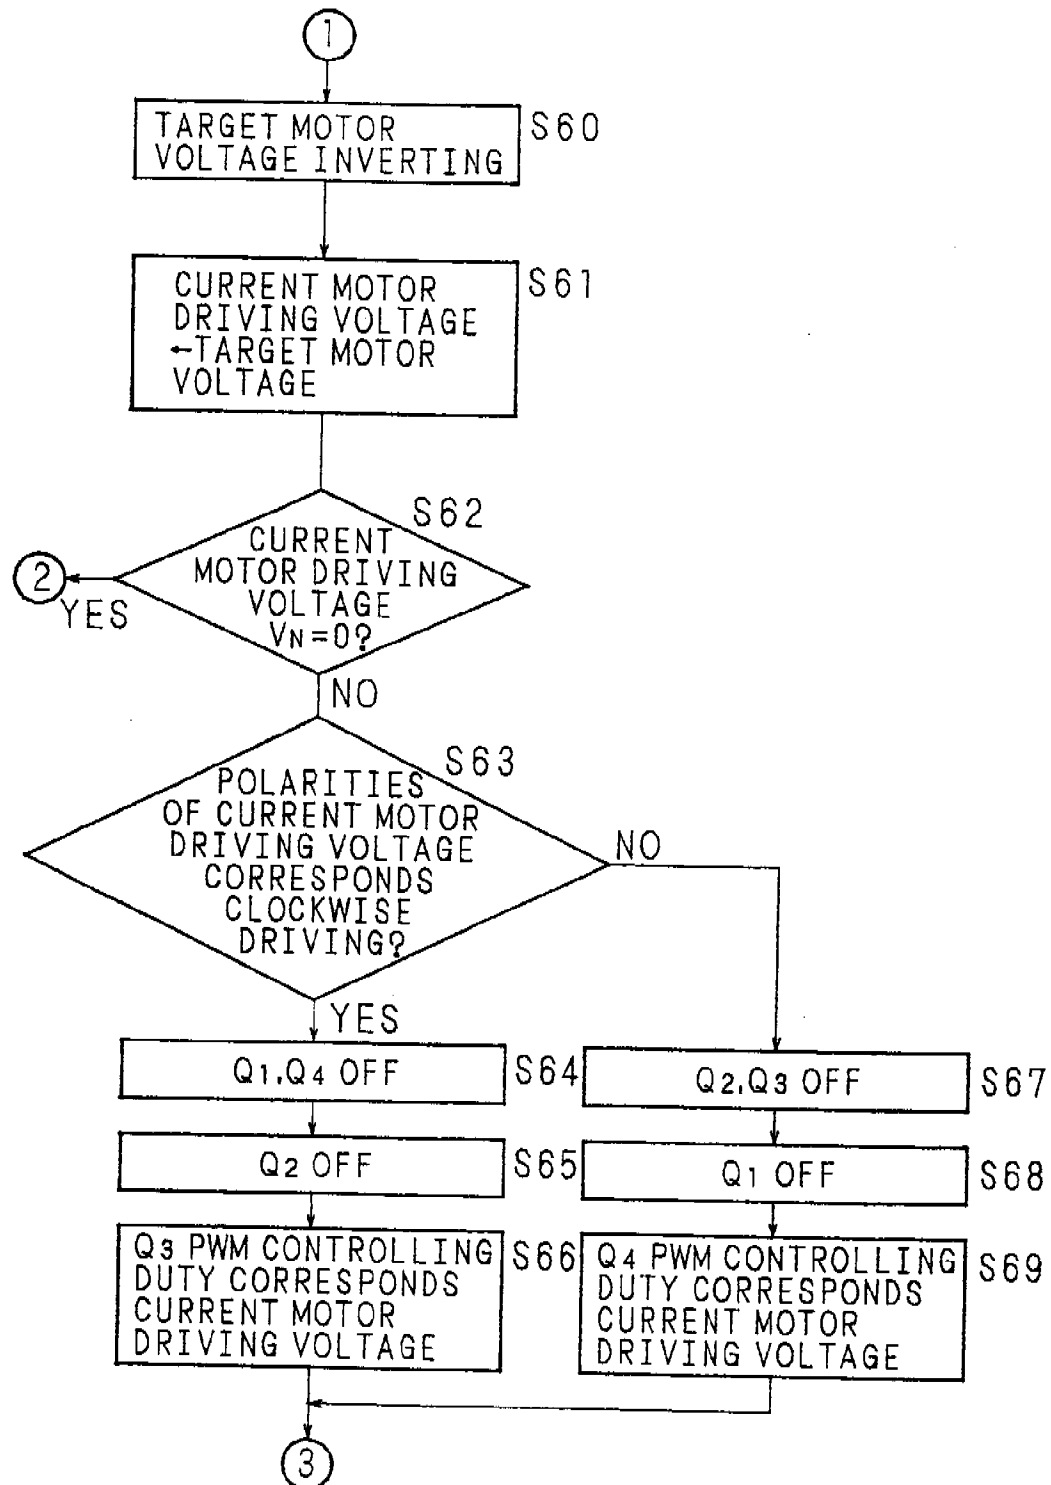 1
TARGET MOTOR
VOLTAGE INVERTING
S60
CURRENT MOTOR
DRIVING VOLTAGE
←TARGET MOTOR
VOLTAGE
S61
S62
CURRENT
MOTOR DRIVING
VOLTAGE
VN=0?
2
YES
NO
S63
POLARITIES
OF CURRENT MOTOR
DRIVING VOLTAGE
CORRESPONDS
CLOCKWISE
DRIVING?
NO
YES
Q1,Q4 OFF
S64
Q2 OFF
S65
Q3 PWM CONTROLLING
DUTY CORRESPONDS
CURRENT MOTOR
DRIVING VOLTAGE
S66
Q2,Q3 OFF
S67
Q1 OFF
S68
Q4 PWM CONTROLLING
DUTY CORRESPONDS
CURRENT MOTOR
DRIVING VOLTAGE
S69
3